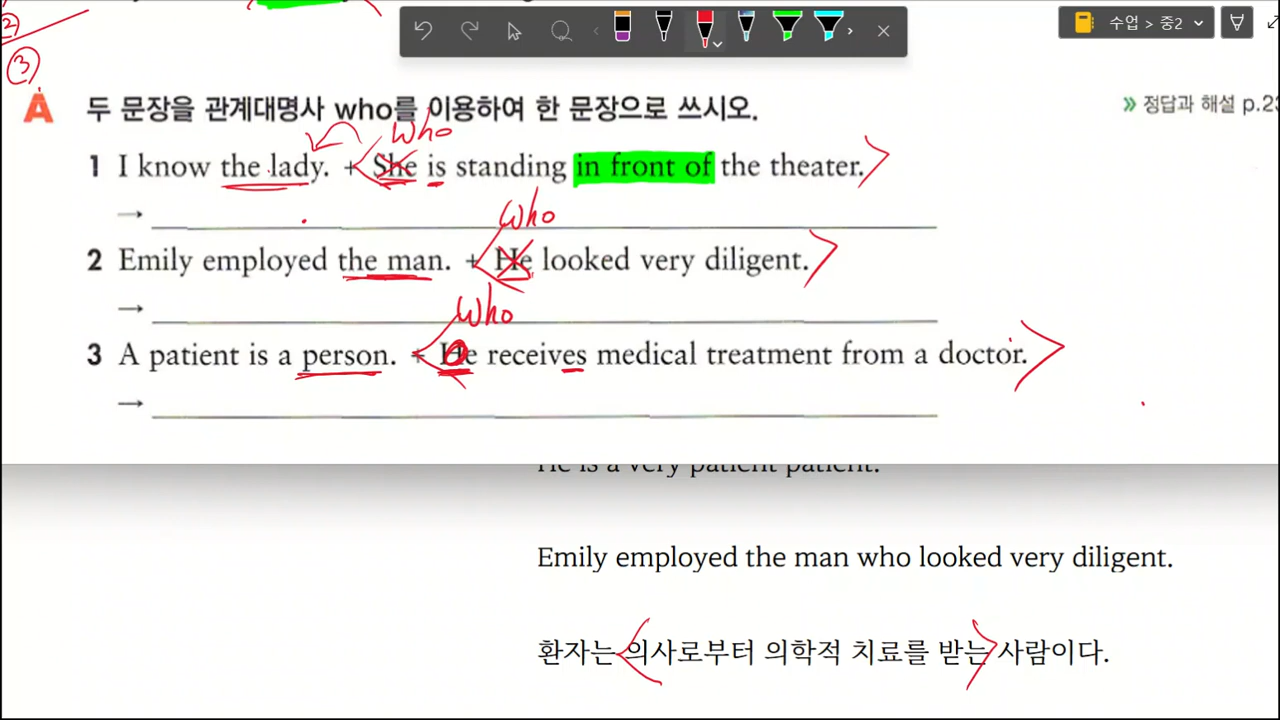 ②
③
수업 > 중2
A 두 문장을 관계대명사 who를 이용하여 한 문장으로 쓰시오.
» 정답과 해설 p.23
who
1 I know the lady. + She is standing in front of the theater.
→
who
2 Emily employed the man. + He looked very diligent.
→
who
3 A patient is a person. + He receives medical treatment from a doctor.
→
He is a very patient patient.
Emily employed the man who looked very diligent.
환자는 <의사로부터 의학적 치료를 받는> 사람이다.